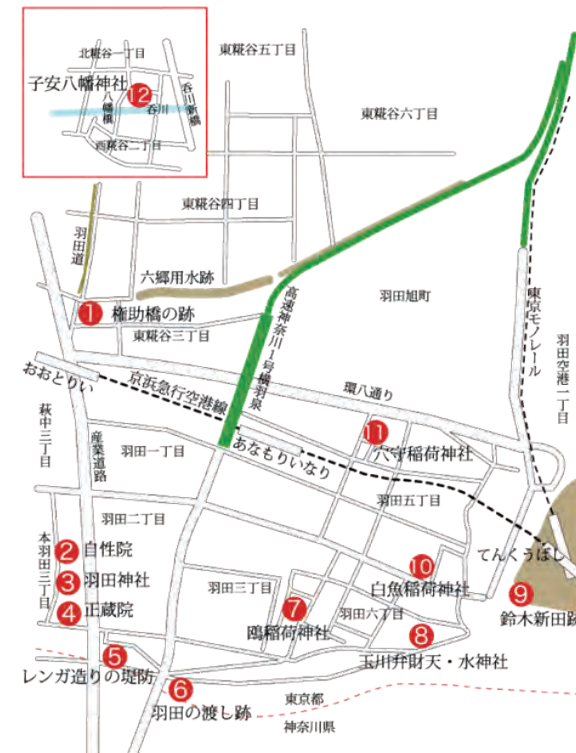 北糀谷一丁目
子安八幡神社
12
八幡橋
呑川
呑川新橋
西糀谷二丁目
東糀谷五丁目
東糀谷六丁目
東糀谷四丁目
羽田道
六郷用水跡
羽田旭町
1
権助橋の跡
東糀谷三丁目
高速神奈川1号横羽泉
東京モノレール
羽田空港一丁目
おおとりい
京浜急行空港線
環八通り
萩中三丁目
産業道路
羽田一丁目
あなもりいなり
11
穴守稲荷神社
羽田五丁目
羽田二丁目
本羽田三丁目
2
自性院
3
羽田神社
4
正蔵院
てんくうばし
10
白魚稲荷神社
9
鈴木新田跡
羽田三丁目
7
鴎稲荷神社
羽田六丁目
8
玉川弁財天・水神社
5
レンガ造りの堤防
6
羽田の渡し跡
東京都
神奈川県